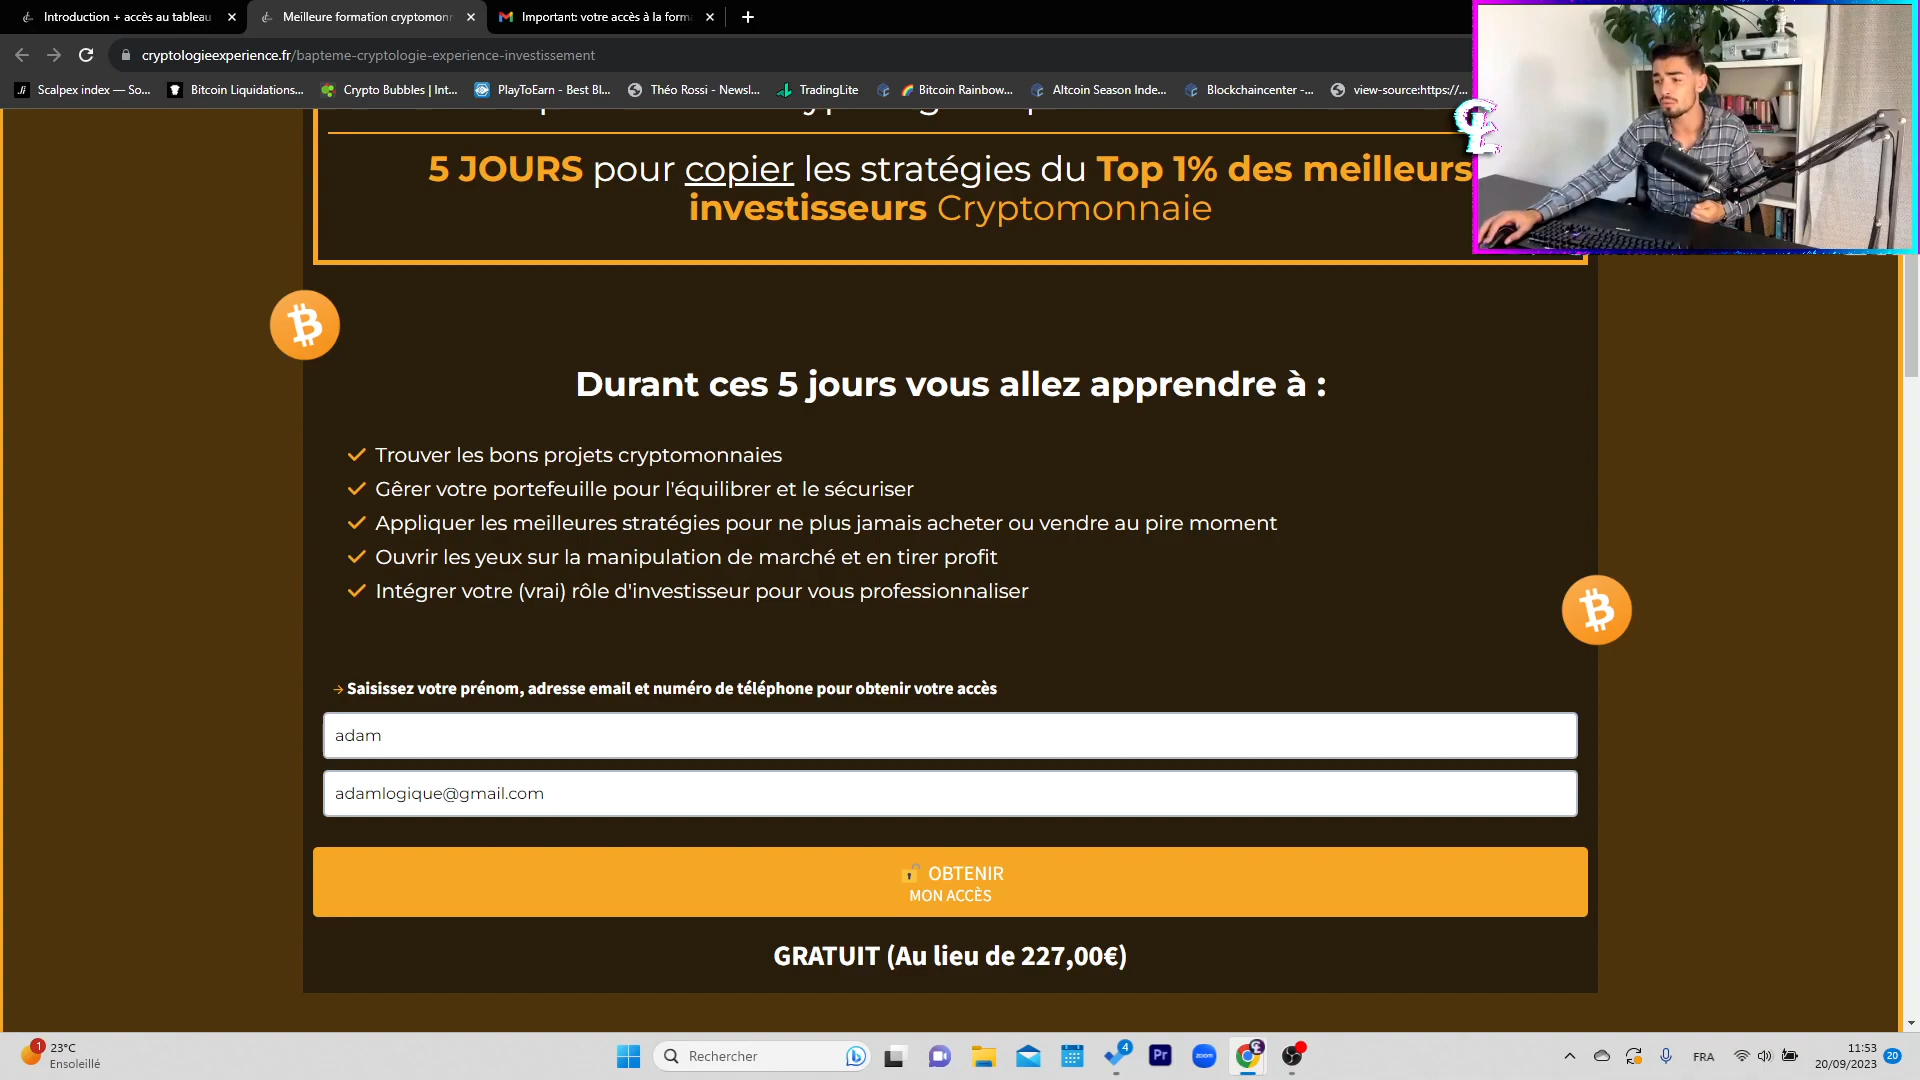 Introduction + accès au tableau
Meilleure formation cryptomonn
Important: votre accès à la form
cryptologieexperience.fr/bapteme-cryptologie-experience-investissement
Scalpex index — So...
Bitcoin Liquidations...
Crypto Bubbles | Int...
PlayToEarn - Best Bl...
Théo Rossi - Newsl...
TradingLite
Bitcoin Rainbow...
Altcoin Season Inde...
Blockchaincenter -...
view-source:https://...
5 JOURS pour copier les stratégies du Top 1% des meilleurs
investisseurs Cryptomonnaie
Durant ces 5 jours vous allez apprendre à :
Trouver les bons projets cryptomonnaies
Gêrer votre portefeuille pour l'équilibrer et le sécuriser
Appliquer les meilleures stratégies pour ne plus jamais acheter ou vendre au pire moment
Ouvrir les yeux sur la manipulation de marché et en tirer profit
Intégrer votre (vrai) rôle d'investisseur pour vous professionnaliser
→ Saisissez votre prénom, adresse email et numéro de téléphone pour obtenir votre accès
adam
adamlogique@gmail.com
OBTENIR
MON ACCÈS
GRATUIT (Au lieu de 227,00€)
1
23°C
Ensoleillé
Rechercher
4
Pr
zoom
FRA
11:53
20/09/2023
20